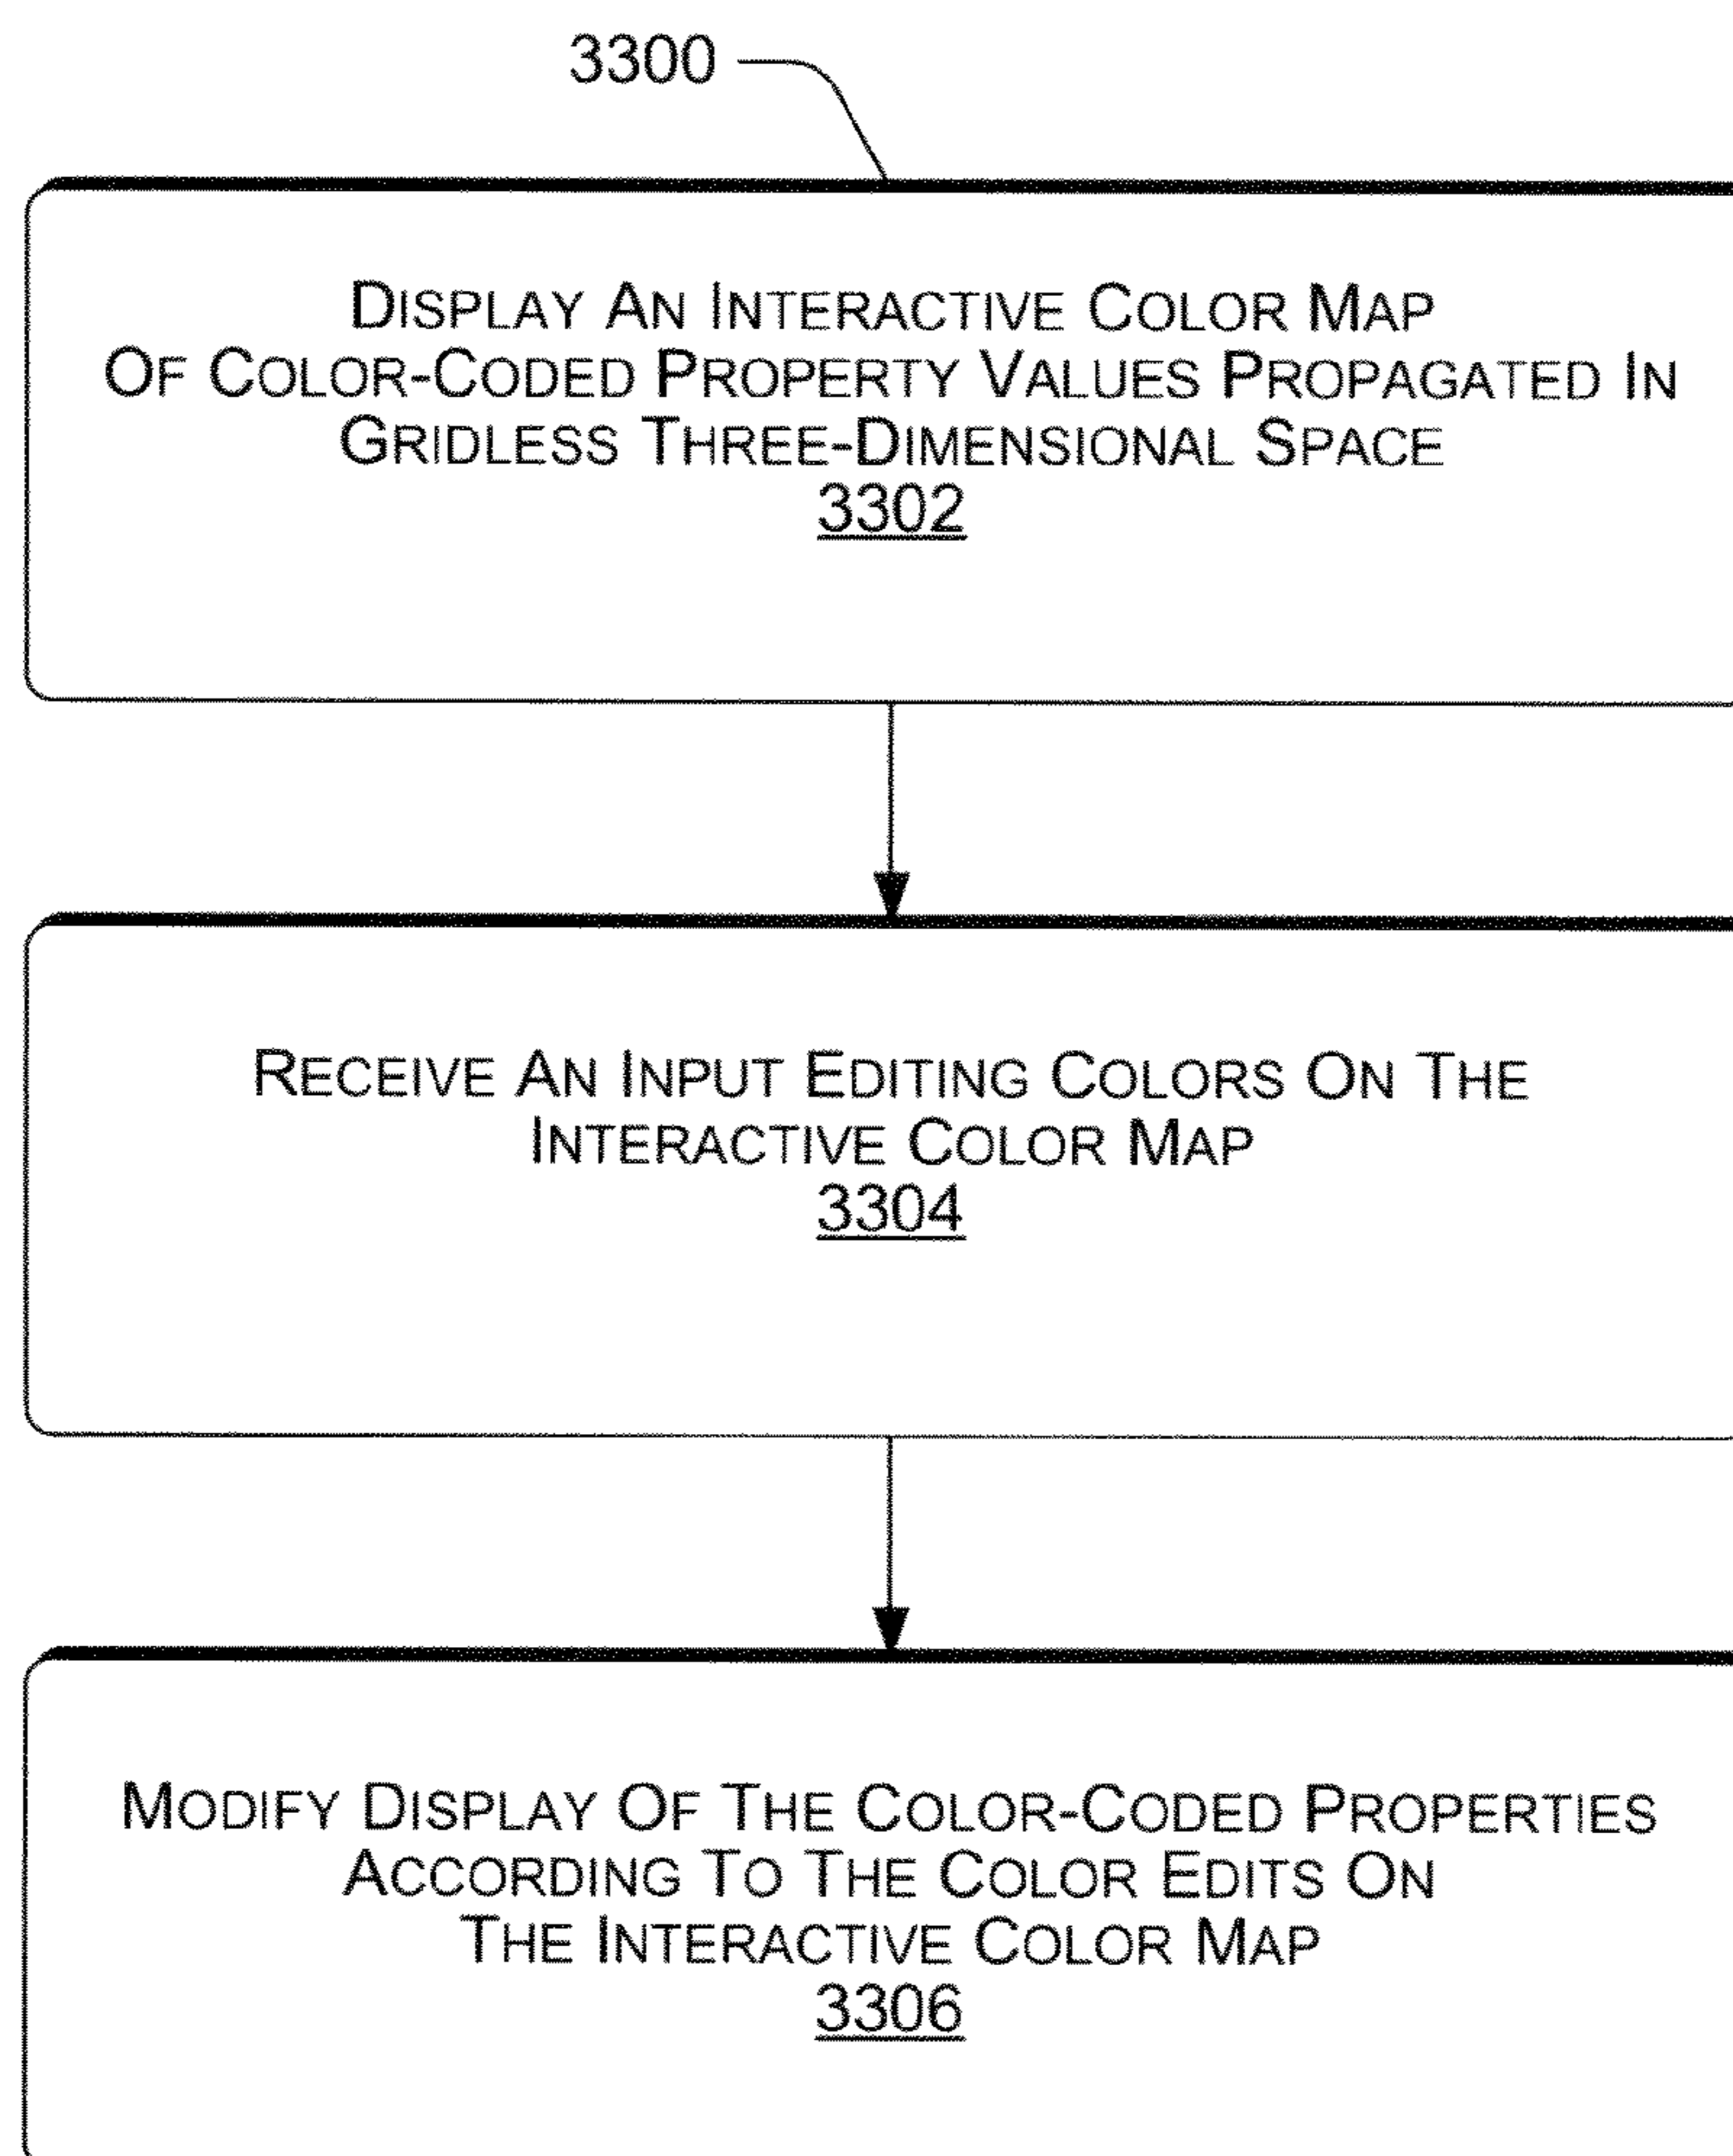 3300
DISPLAY AN INTERACTIVE COLOR MAP
OF COLOR-CODED PROPERTY VALUES PROPAGATED IN
GRIDLESS THREE-DIMENSIONAL SPACE
3302
RECEIVE AN INPUT EDITING COLORS ON THE
INTERACTIVE COLOR MAP
3304
MODIFY DISPLAY OF THE COLOR-CODED PROPERTIES
ACCORDING TO THE COLOR EDITS ON
THE INTERACTIVE COLOR MAP
3306